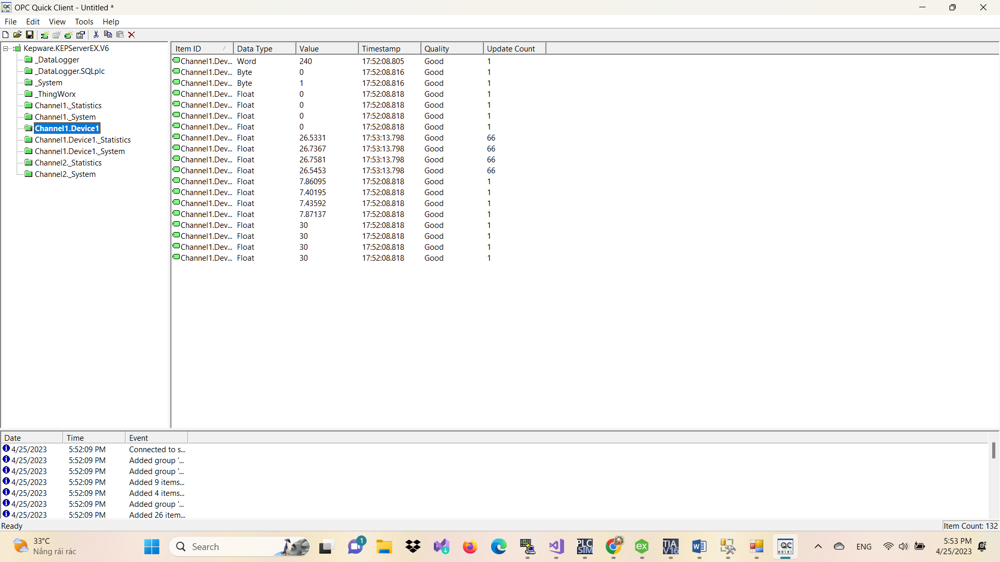 OPC Quick Client - Untitled *
File Edit View Tools Help
Kepware.KEPServerEX.V6
_DataLogger
_DataLogger.SQLplc
_System
_ThingWorx
Channel1._Statistics
Channel1._System
Channel1.Device1
Channel1.Device1._Statistics
Channel1.Device1._System
Channel2._Statistics
Channel2._System
Item ID Data Type Value Timestamp Quality Update Count
Channel1.Dev... Word 240 17:52:08.805 Good 1
Channel1.Dev... Byte 0 17:52:08.816 Good 1
Channel1.Dev... Byte 1 17:52:08.816 Good 1
Channel1.Dev... Float 0 17:52:08.818 Good 1
Channel1.Dev... Float 0 17:52:08.818 Good 1
Channel1.Dev... Float 0 17:52:08.818 Good 1
Channel1.Dev... Float 0 17:52:08.818 Good 1
Channel1.Dev... Float 26.5331 17:53:13.798 Good 66
Channel1.Dev... Float 26.7367 17:53:13.798 Good 66
Channel1.Dev... Float 26.7581 17:53:13.798 Good 66
Channel1.Dev... Float 26.5453 17:53:13.798 Good 66
Channel1.Dev... Float 7.86095 17:52:08.818 Good 1
Channel1.Dev... Float 7.40195 17:52:08.818 Good 1
Channel1.Dev... Float 7.43592 17:52:08.818 Good 1
Channel1.Dev... Float 7.87137 17:52:08.818 Good 1
Channel1.Dev... Float 30 17:52:08.818 Good 1
Channel1.Dev... Float 30 17:52:08.818 Good 1
Channel1.Dev... Float 30 17:52:08.818 Good 1
Channel1.Dev... Float 30 17:52:08.818 Good 1
Date Time Event
4/25/2023 5:52:09 PM Connected to s...
4/25/2023 5:52:09 PM Added group '...
4/25/2023 5:52:09 PM Added group '...
4/25/2023 5:52:09 PM Added 9 items...
4/25/2023 5:52:09 PM Added 4 items...
4/25/2023 5:52:09 PM Added group '...
4/25/2023 5:52:09 PM Added 26 item...
Ready Item Count: 132
33°C
Nắng rải rác
Search
1
PLC SIM
ex
TIA V16
QC
ENG
5:53 PM
4/25/2023